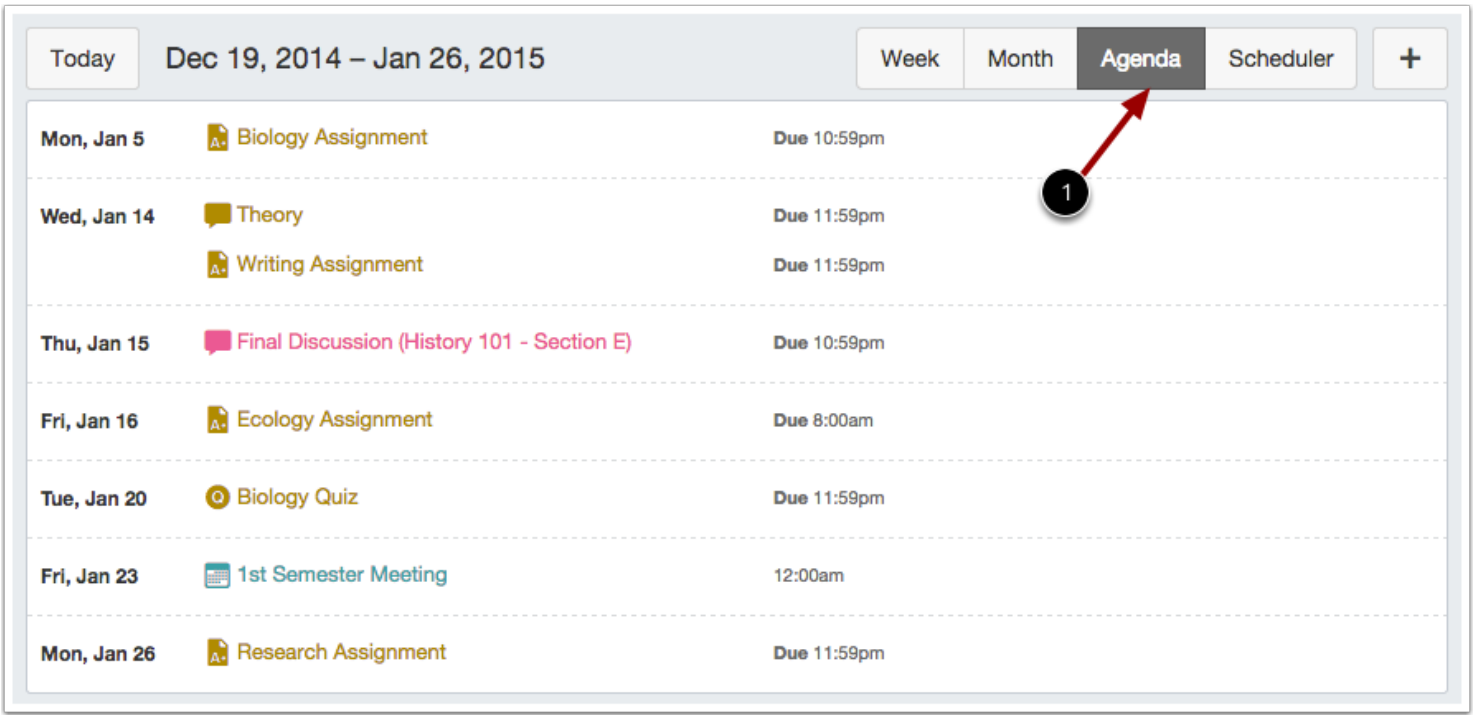 Today Dec 19, 2014 – Jan 26, 2015 Week Month Agenda Scheduler +
Mon, Jan 5 A+ Biology Assignment Due 10:59pm
1
Wed, Jan 14 Theory Due 11:59pm
A+ Writing Assignment Due 11:59pm
Thu, Jan 15 Final Discussion (History 101 - Section E) Due 10:59pm
Fri, Jan 16 A+ Ecology Assignment Due 8:00am
Tue, Jan 20 Q Biology Quiz Due 11:59pm
Fri, Jan 23 1st Semester Meeting 12:00am
Mon, Jan 26 A+ Research Assignment Due 11:59pm